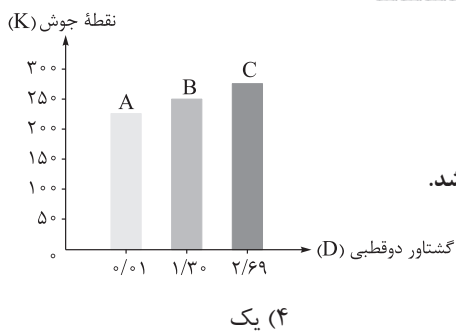 نقطهٔ جوش (K)
۳۰۰
۲۵۰
۲۰۰
۱۵۰
۱۰۰
۵۰
۰
A
B
C
شد.
گشتاور دوقطبی (D)
۰/۰۱ ۱/۳۰ ۲/۶۹
۴) یک